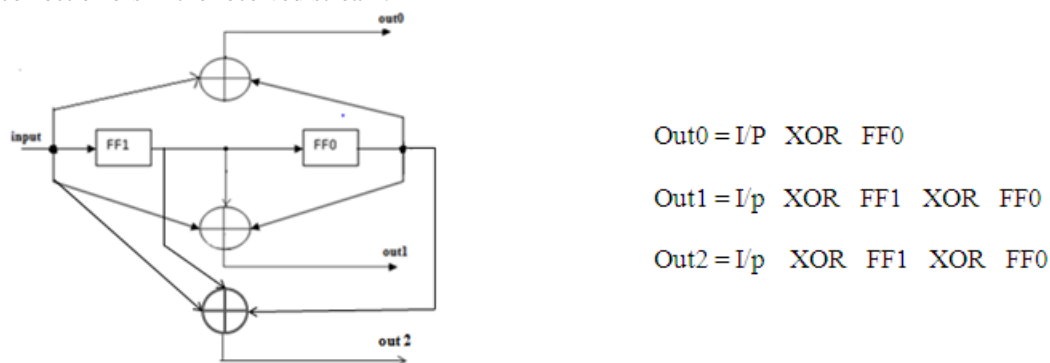 out0
input
FF1
FF0
out1
out 2
Out0 = I/P XOR FF0
Out1 = I/p XOR FF1 XOR FF0
Out2 = I/p XOR FF1 XOR FF0